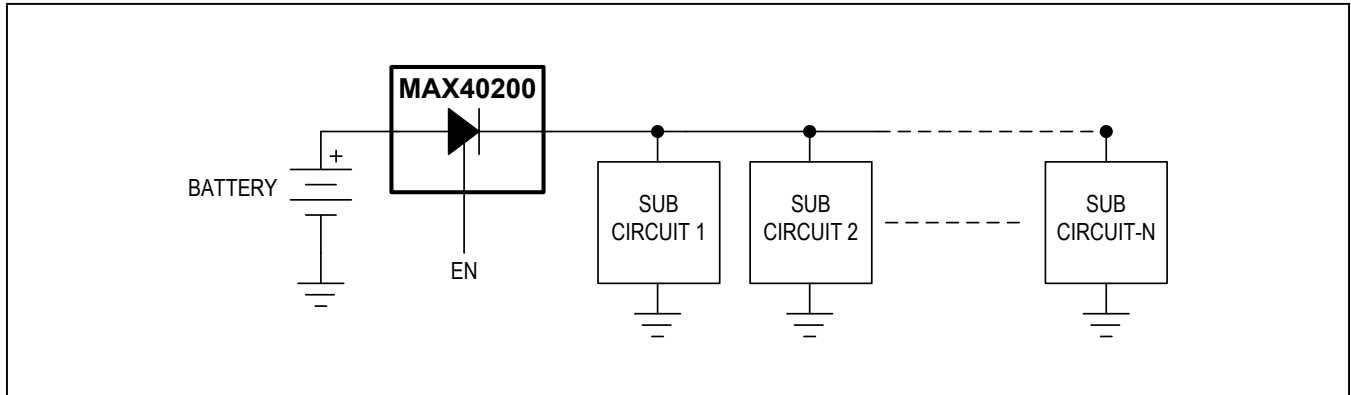 MAX40200
+
BATTERY
EN
SUB
CIRCUIT 1
SUB
CIRCUIT 2
SUB
CIRCUIT-N